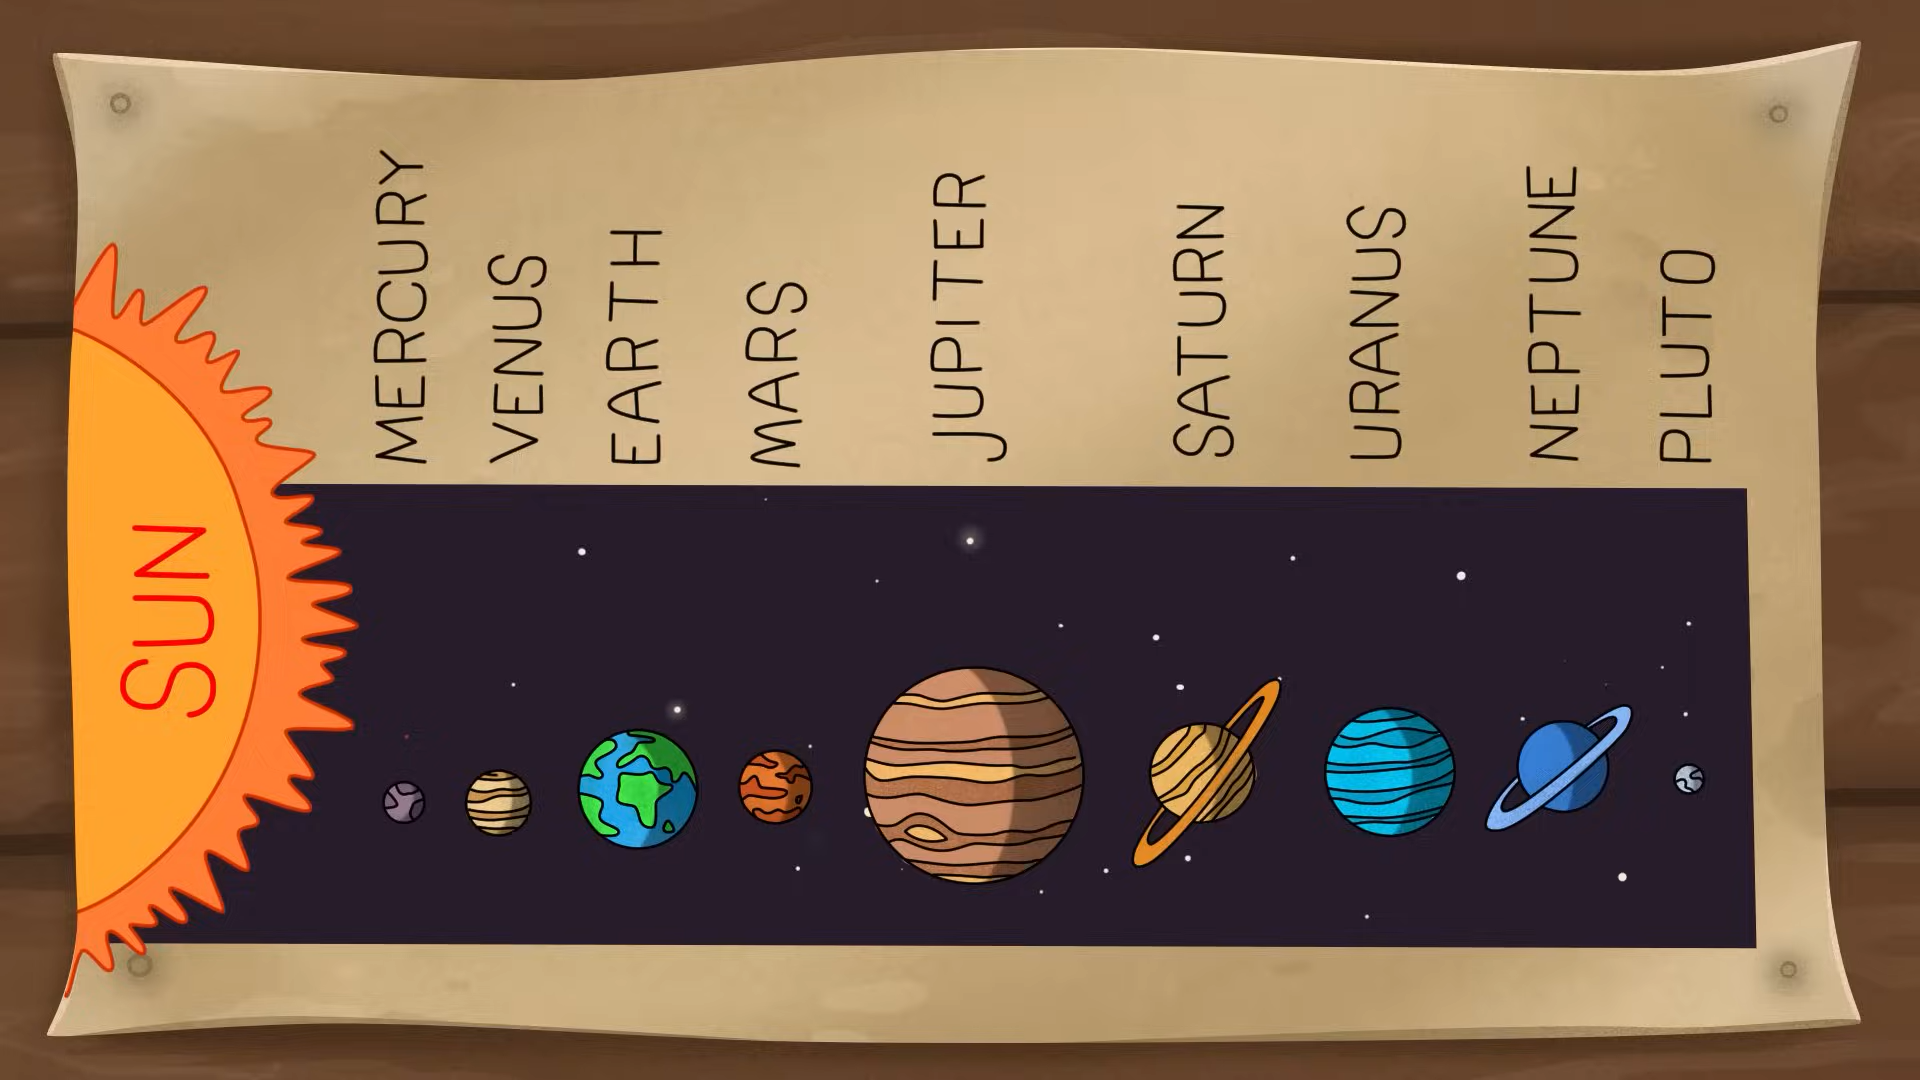 SUN
MERCURY
VENUS
EARTH
MARS
JUPITER
SATURN
URANUS
NEPTUNE
PLUTO